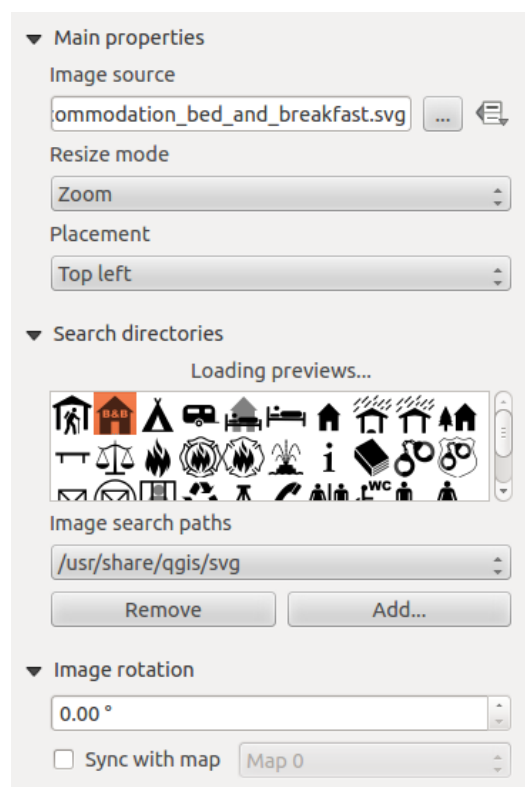 Main properties
Image source
ommodation_bed_and_breakfast.svg ...
Resize mode
Zoom
Placement
Top left
Search directories
Loading previews...
B&B
i
WC
Image search paths
/usr/share/qgis/svg
Remove Add...
Image rotation
0.00 °
Sync with map Map 0